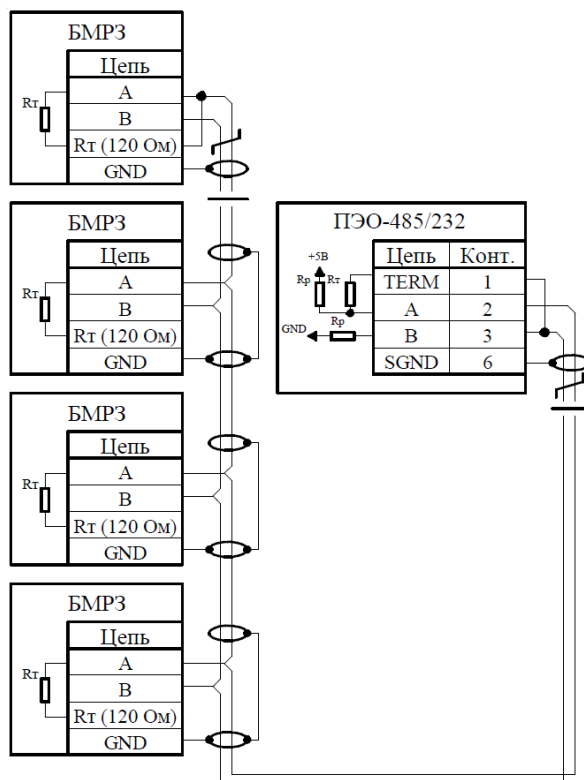 БМРЗ
Цепь
Rт
A
B
Rт (120 Ом)
GND
БМРЗ
Цепь
Rт
A
B
Rт (120 Ом)
GND
ПЭО-485/232
+5В
Цепь
Конт.
Rр
Rт
TERM
1
A
2
GND
Rр
B
3
SGND
6
БМРЗ
Цепь
Rт
A
B
Rт (120 Ом)
GND
БМРЗ
Цепь
Rт
A
B
Rт (120 Ом)
GND